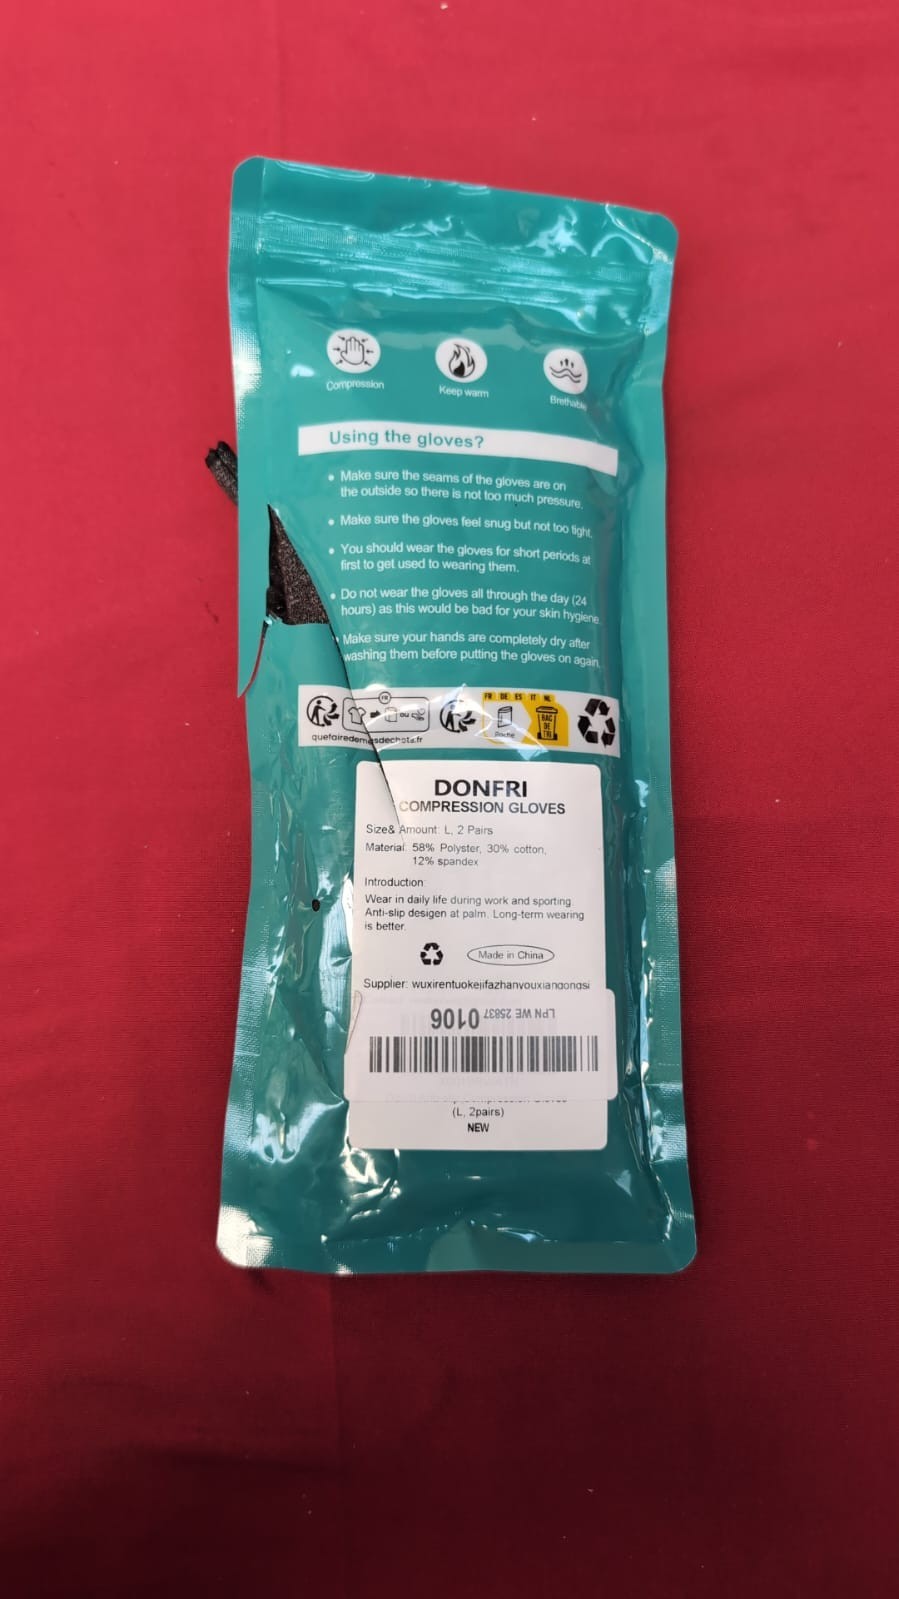 Compression
Keep warm
Brethable
Using the gloves?
• Make sure the seams of the gloves are on
the outside so there is not too much pressure.
• Make sure the gloves feel snug but not too tight.
• You should wear the gloves for short periods at
first to get used to wearing them.
• Do not wear the gloves all through the day (24
hours) as this would be bad for your skin hygiene.
• Make sure your hands are completely dry after
washing them before putting the gloves on again.
FR
FR DE ES IT NL
OU
BAC
DE
TRI
quefairedemesdechets.fr
DONFRI
COMPRESSION GLOVES
Size& Amount: L, 2 Pairs
Material: 58% Polyster, 30% cotton,
12% spandex
Introduction:
Wear in daily life during work and sporting.
Anti-slip desigen at palm. Long-term wearing
is better.
Made in China
Supplier: wuxirentuokejifazhanyouxiangongsi
LPN WE 25837 0106
(L, 2pairs)
NEW